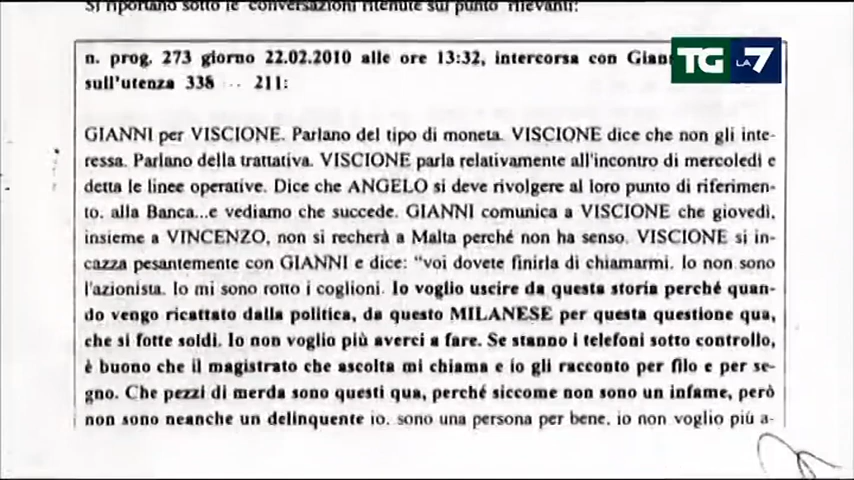 Si riportano sotto le conversazioni ritenute sul punto rilevanti:
n. prog. 273 giorno 22.02.2010 alle ore 13:32, intercorsa con Gian
TG LA 7
sull'utenza 338 ... 211:
GIANNI per VISCIONE. Parlano del tipo di moneta. VISCIONE dice che non gli inte-
ressa. Parlano della trattativa. VISCIONE parla relativamente all'incontro di mercoledì e
detta le linee operative. Dice che ANGELO si deve rivolgere al loro punto di riferimen-
to. alla Banca...e vediamo che succede. GIANNI comunica a VISCIONE che giovedì,
insieme a VINCENZO, non si recherà a Malta perché non ha senso. VISCIONE si in-
cazza pesantemente con GIANNI e dice: "voi dovete finirla di chiamarmi. Io non sono
l'azionista. Io mi sono rotto i coglioni. Io voglio uscire da questa storia perché quan-
do vengo ricattato dalla politica, da questo MILANESE per questa questione qua,
che si fotte soldi. Io non voglio più averci a fare. Se stanno i telefoni sotto controllo,
è buono che il magistrato che ascolta mi chiama e io gli racconto per filo e per se-
gno. Che pezzi di merda sono questi qua, perché siccome non sono un infame, però
non sono neanche un delinquente io. sono una persona per bene. io non voglio più a-